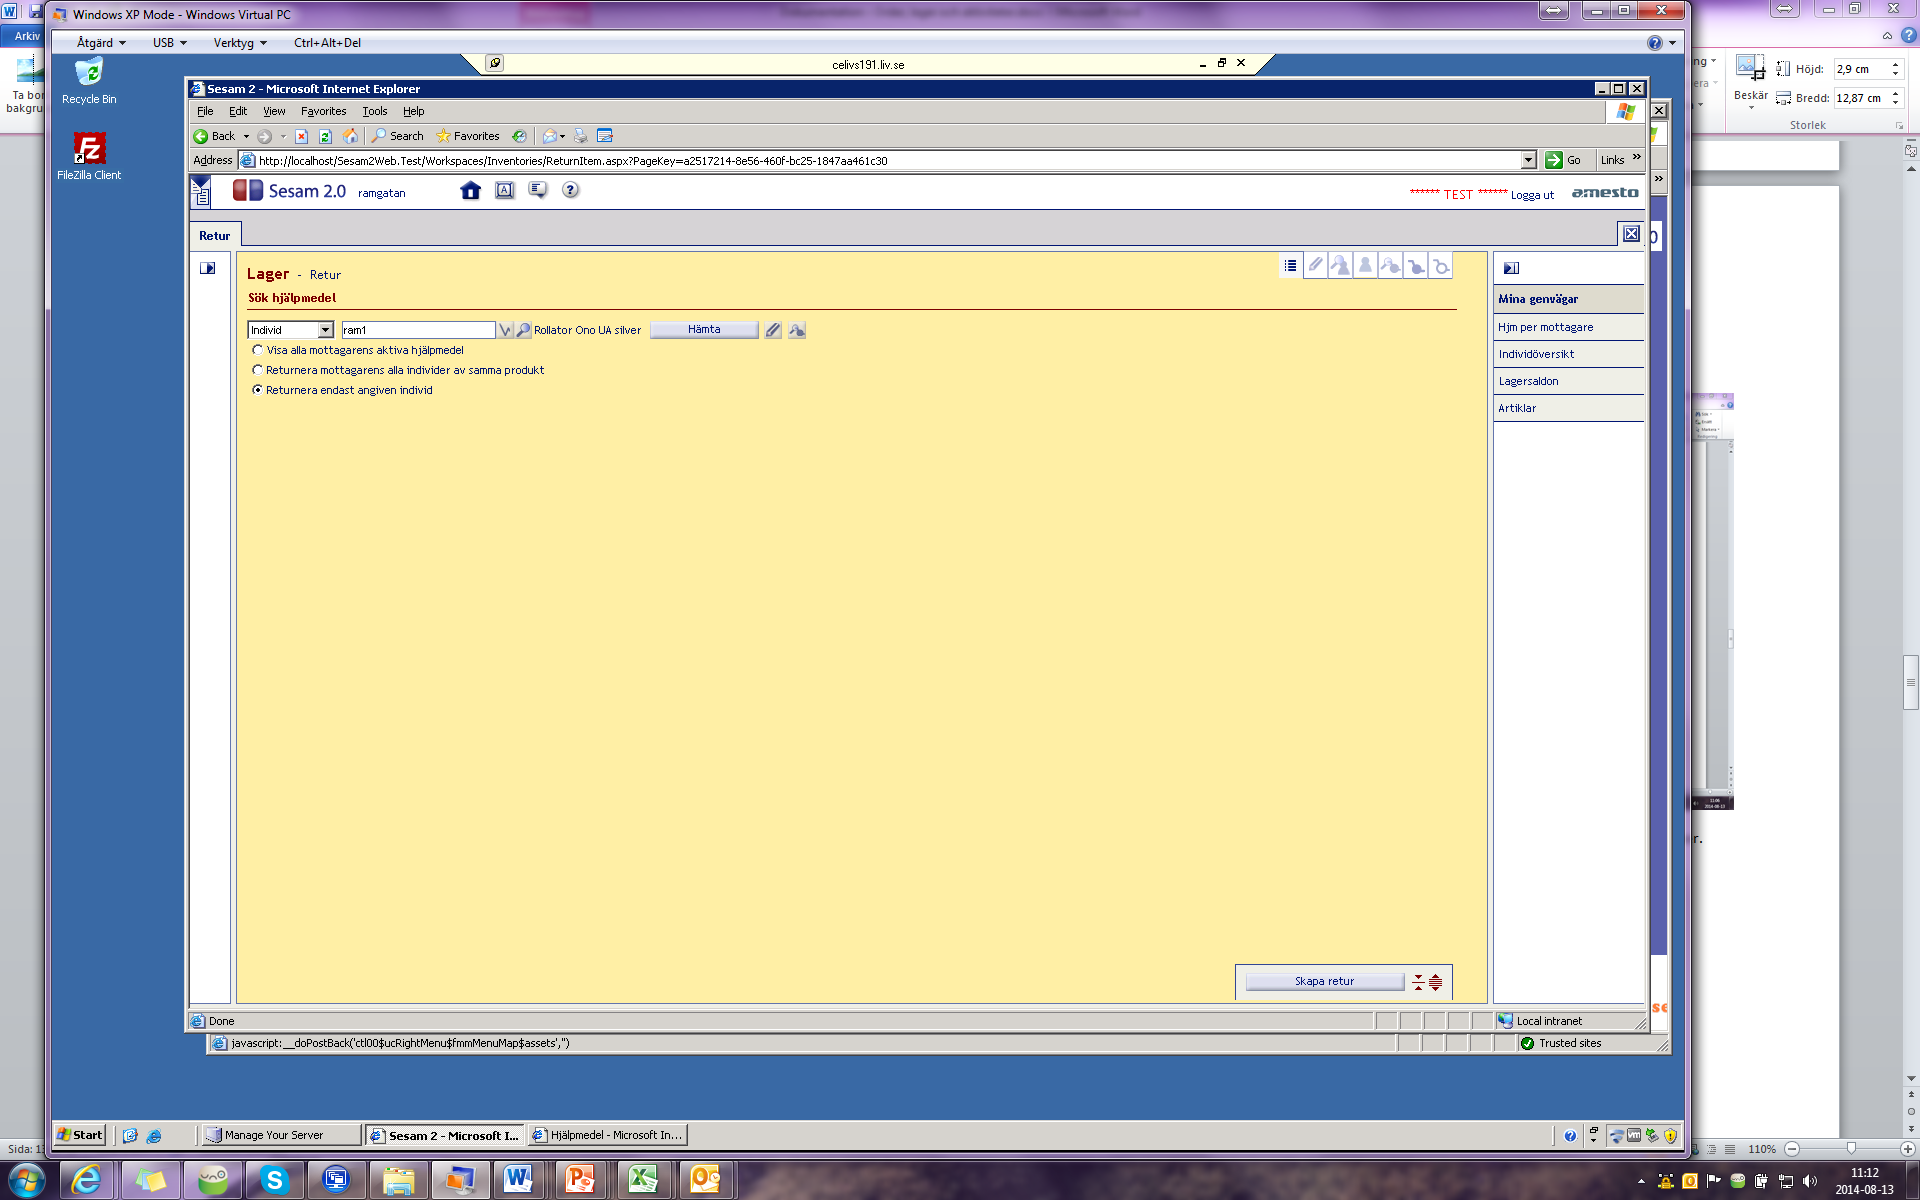 Windows XP Mode - Windows Virtual PC
Arkiv
Åtgärd USB Verktyg Ctrl+Alt+Del
celivs191.liv.se
Höjd: 2,9 cm
Beskär Bredd: 12,87 cm
Storlek
Ta bor
bakgru
Recycle Bin
FileZilla Client
Sesam 2 - Microsoft Internet Explorer
File Edit View Favorites Tools Help
Back Search Favorites
Address http://localhost/Sesam2Web.Test/Workspaces/Inventories/ReturnItem.aspx?PageKey=a2517214-8e56-460f-bc25-1847aa461c30 Go Links »
Sesam 2.0 ramgatan
****** TEST ****** Logga ut amesto
Retur
Lager - Retur
Sök hjälpmedel
Individ ram1 Rollator Ono UA silver Hämta
Visa alla mottagarens aktiva hjälpmedel
Returnera mottagarens alla individer av samma produkt
Returnera endast angiven individ
Mina genvägar
Hjm per mottagare
Individöversikt
Lagersaldon
Artiklar
Skapa retur
Done Local intranet
javascript:__doPostBack('ctl00$ucRightMenu$fmmMenuMap$assets','') Trusted sites
Start Manage Your Server Sesam 2 - Microsoft I... Hjälpmedel - Microsoft In...
110%
11:12
2014-08-13